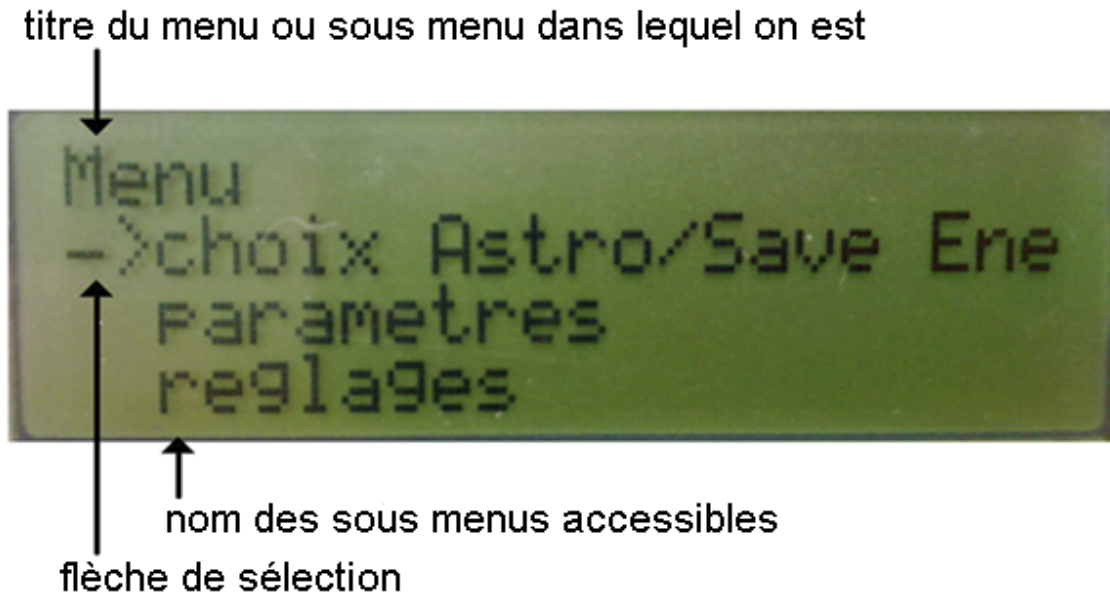 titre du menu ou sous menu dans lequel on est
Menu
->choix Astro/Save Ene
parametres
reglages
nom des sous menus accessibles
flèche de sélection